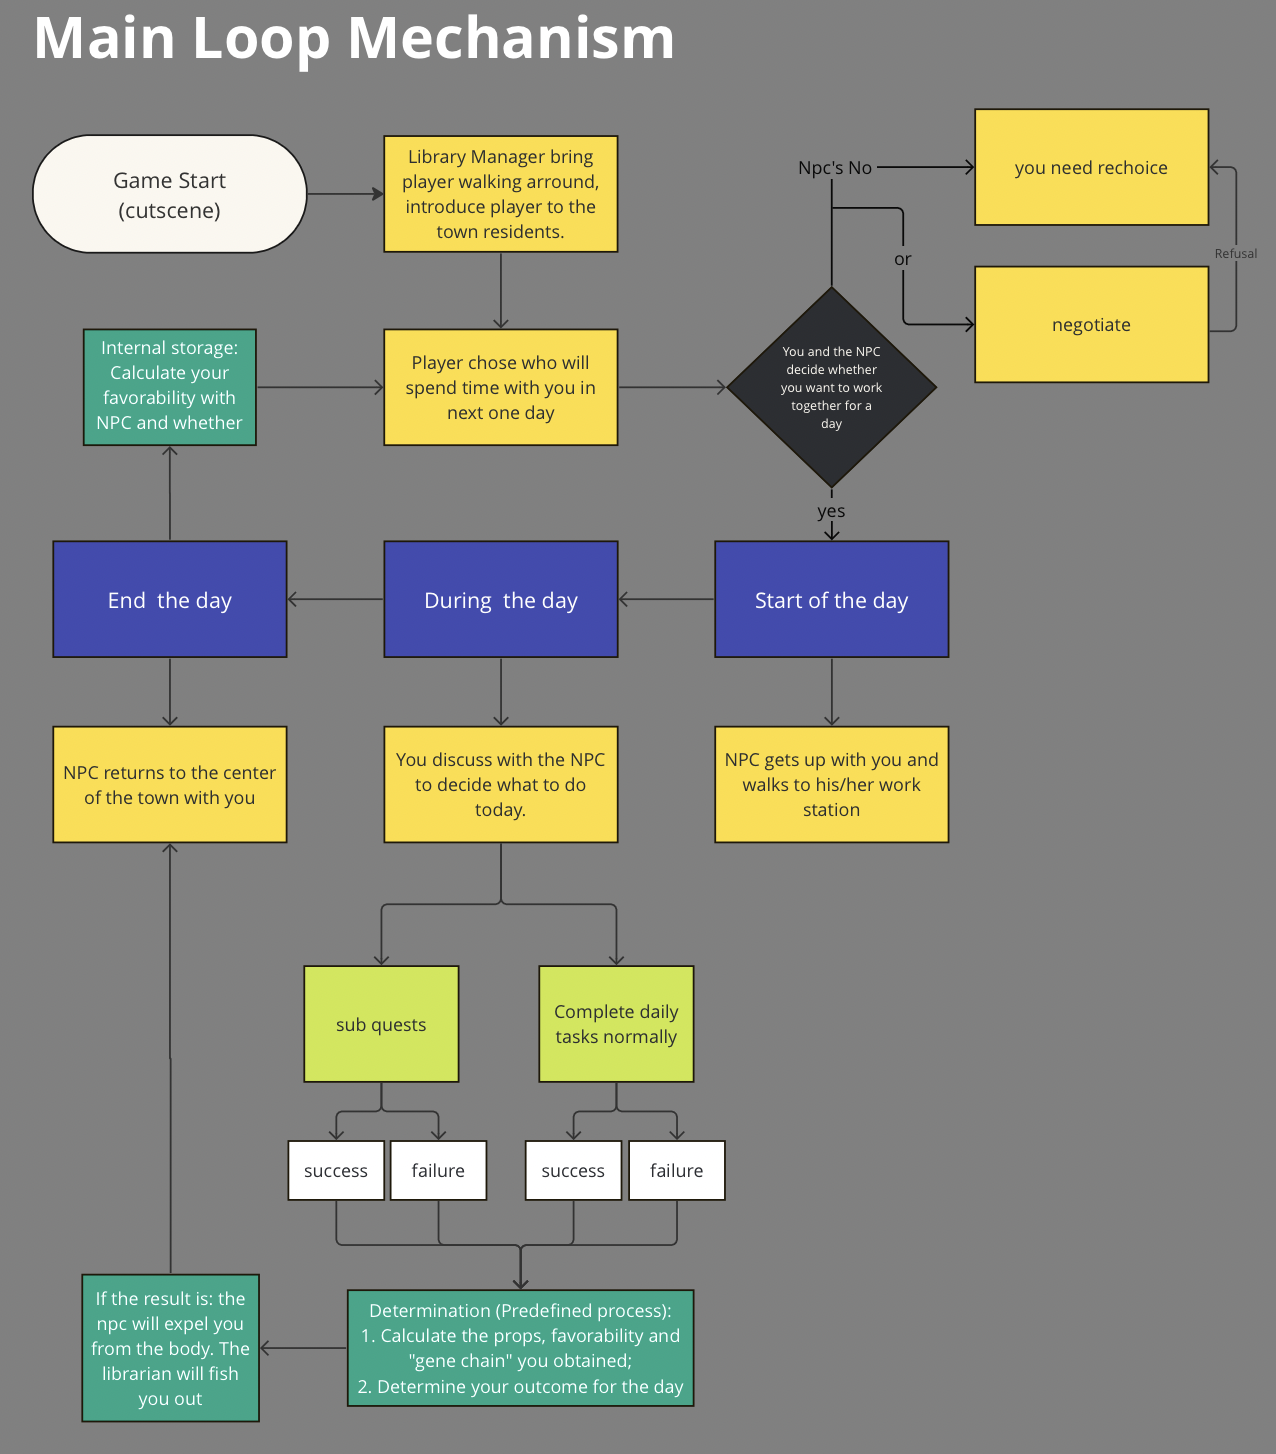 Main Loop Mechanism
Game Start
(cutscene)
Library Manager bring
player walking arround,
introduce player to the
town residents.
Npc's No
you need rechoice
or
Refusal
negotiate
Internal storage:
Calculate your
favorability with
NPC and whether
Player chose who will
spend time with you in
next one day
You and the NPC
decide whether
you want to work
together for a
day
yes
End  the day
During  the day
Start of the day
NPC returns to the center
of the town with you
You discuss with the NPC
to decide what to do
today.
NPC gets up with you and
walks to his/her work
station
sub quests
Complete daily
tasks normally
success
failure
success
failure
If the result is: the
npc will expel you
from the body. The
librarian will fish
you out
Determination (Predefined process):
1. Calculate the props, favorability and
"gene chain" you obtained;
2. Determine your outcome for the day